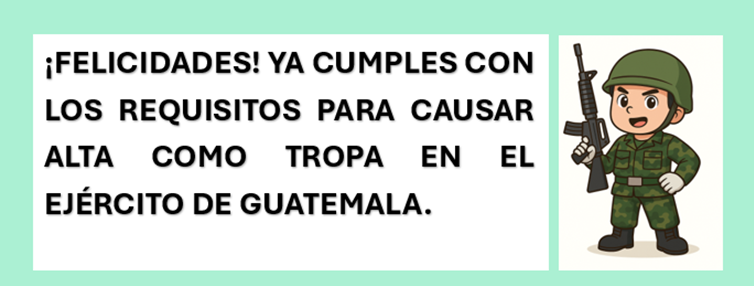 ¡FELICIDADES! YA CUMPLES CON
LOS REQUISITOS PARA CAUSAR
ALTA COMO TROPA EN EL
EJÉRCITO DE GUATEMALA.